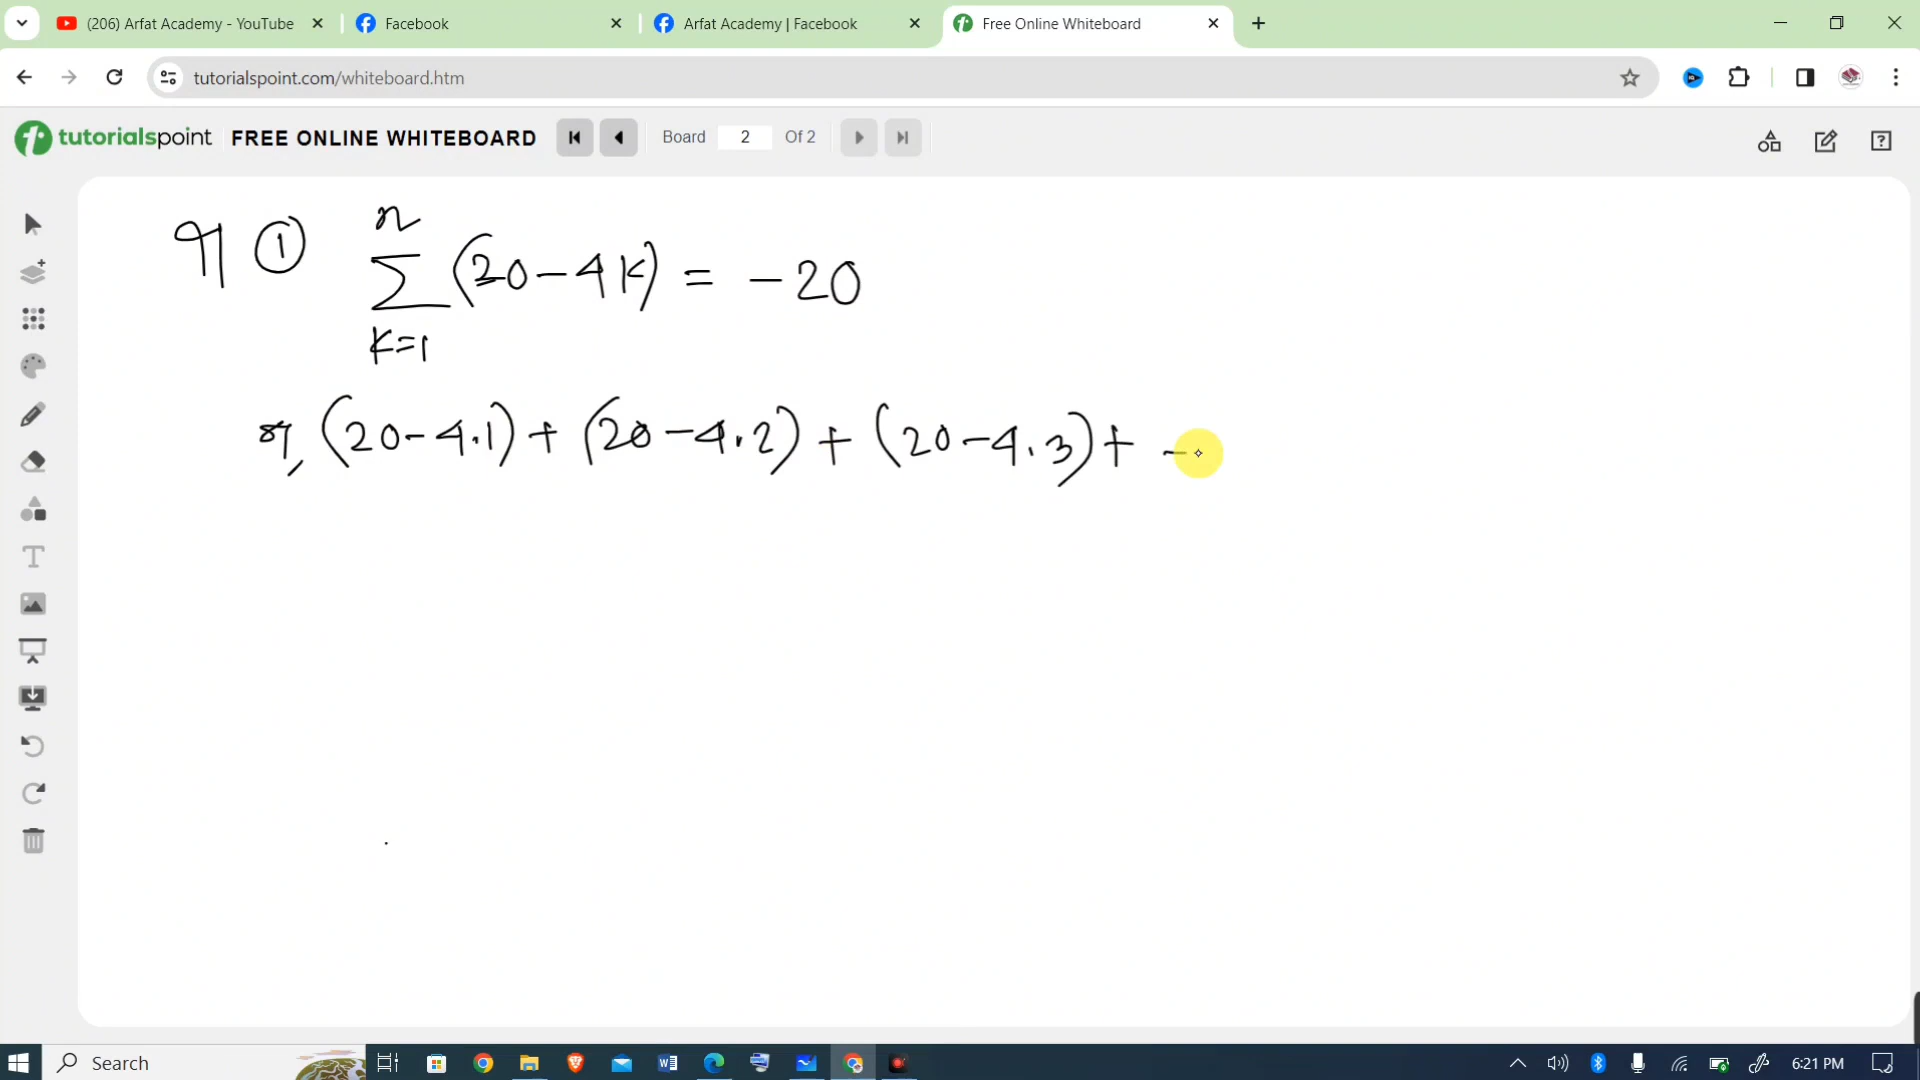 (206) Arfat Academy - YouTube
Facebook
Arfat Academy | Facebook
Free Online Whiteboard
tutorialspoint.com/whiteboard.htm
tutorialspoint FREE ONLINE WHITEBOARD Board 2 Of 2
গ ① n
∑ (20-4K) = -20
K=1
বা, (20-4.1) + (20-4.2) + (20-4.3) + -
Search
6:21 PM